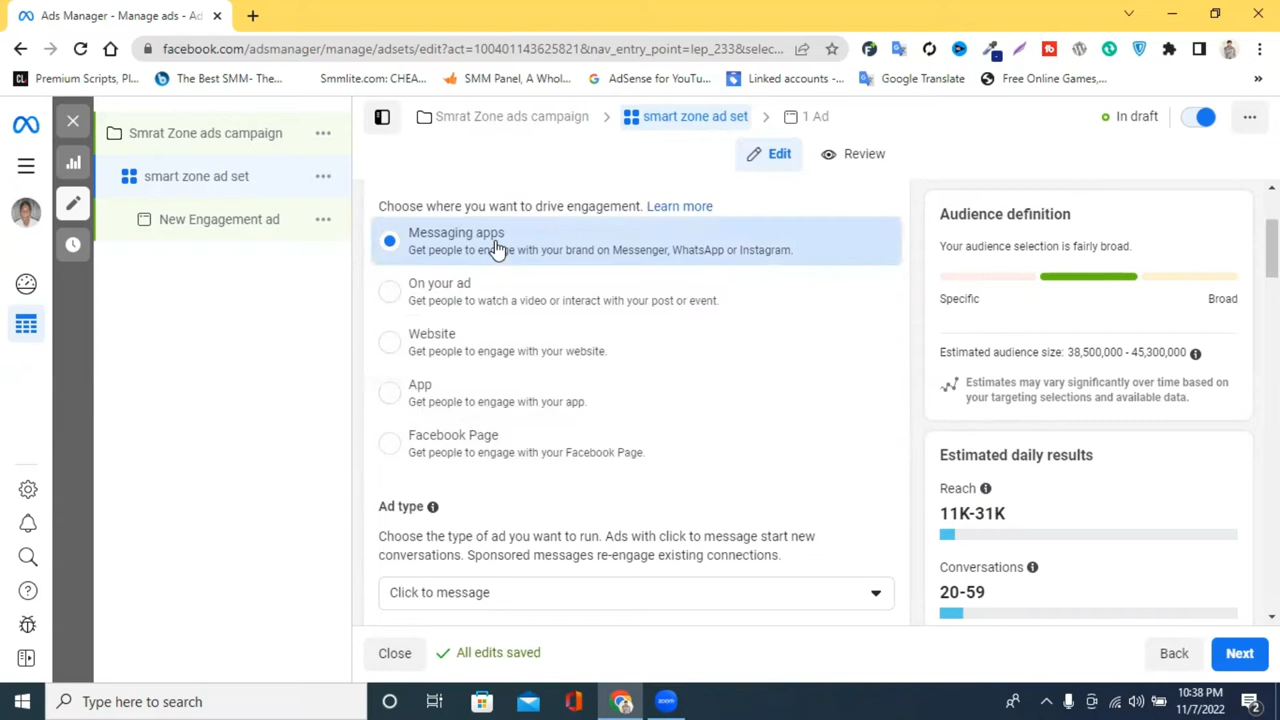 Ads Manager - Manage ads - Ad
facebook.com/adsmanager/manage/adsets/edit?act=100401143625821&nav_entry_point=lep_233&selec...
Premium Scripts, Pl...
The Best SMM- The...
Smmlite.com: CHEA...
SMM Panel, A Whol...
AdSense for YouTu...
Linked accounts -...
Google Translate
Free Online Games,...
»
Smrat Zone ads campaign
smart zone ad set
New Engagement ad
Smrat Zone ads campaign > smart zone ad set > 1 Ad
In draft
Edit
Review
Choose where you want to drive engagement. Learn more
Messaging apps
Get people to engage with your brand on Messenger, WhatsApp or Instagram.
On your ad
Get people to watch a video or interact with your post or event.
Website
Get people to engage with your website.
App
Get people to engage with your app.
Facebook Page
Get people to engage with your Facebook Page.
Ad type
Choose the type of ad you want to run. Ads with click to message start new
conversations. Sponsored messages re-engage existing connections.
Click to message
Audience definition
Your audience selection is fairly broad.
Specific
Broad
Estimated audience size: 38,500,000 - 45,300,000
Estimates may vary significantly over time based on
your targeting selections and available data.
Estimated daily results
Reach
11K-31K
Conversations
20-59
Close
All edits saved
Back
Next
Type here to search
10:38 PM
11/7/2022
2